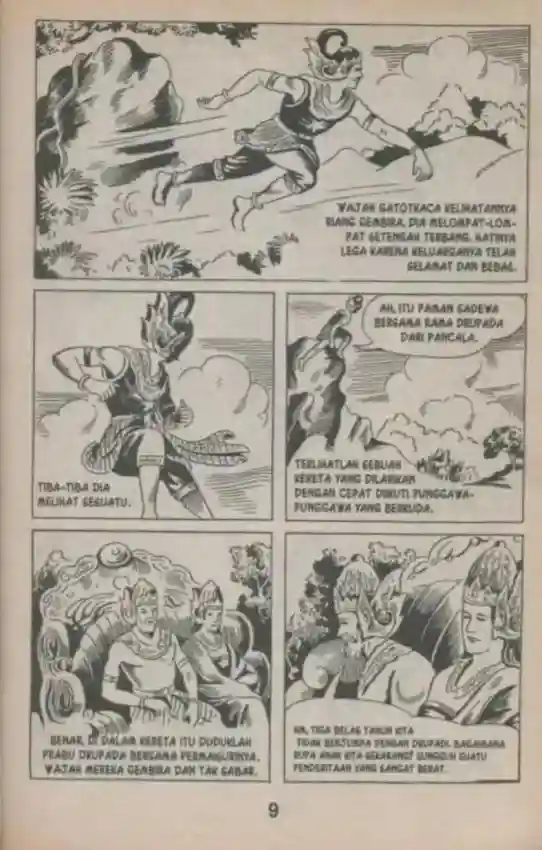 WAJAH GATOTKACA KELIHATANNYA
RIANG GEMBIRA. DIA MELOMPAT-LOM-
PAT SETENGAH TERBANG. HATINYA
LEGA KARENA KELUARGANYA TELAH
SELAMAT DAN BEBAS.
TIBA-TIBA DIA
MELIHAT SESUATU.
AH, ITU PAMAN SADEWA
BERSAMA RAMA DRUPADA
DARI PANCALA.
TERLIHATLAH SEBUAH
KERETA YANG DILARIKAN
DENGAN CEPAT DIIKUTI PUNGGAWA-
PUNGGAWA YANG BERKUDA.
BENAR, DI DALAM KERETA ITU DUDUKLAH
PRABU DRUPADA BERSAMA PERMAISURINYA.
WAJAH MEREKA GEMBIRA DAN TAK SABAR.
HM, TIGA BELAS TAHUN KITA
TIDAK BERJUMPA DENGAN DRUPADI. BAGAIMANA
RUPA ANAK KITA SEKARANG? SUNGGUH SUATU
PENDERITAAN YANG SANGAT BERAT.
9